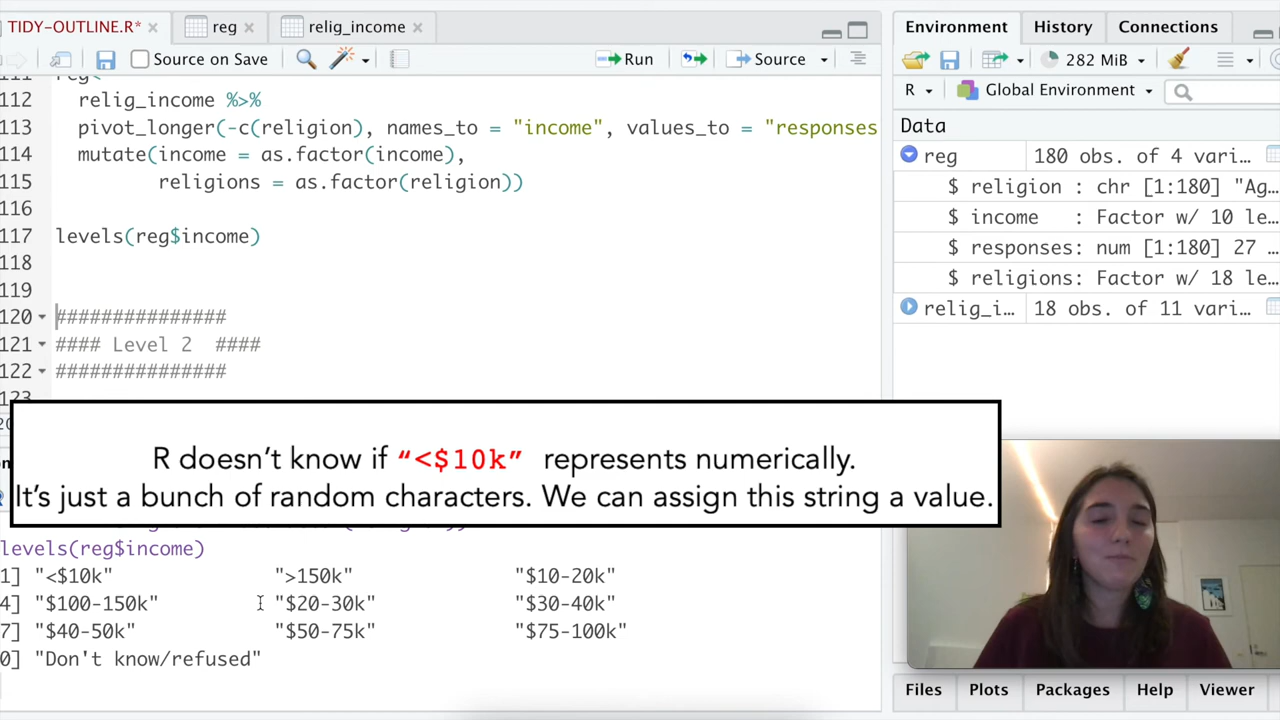 TIDY-OUTLINE.R*
reg
relig_income
Source on Save
Run
Source
112 relig_income %>%
113 pivot_longer(-c(religion), names_to = "income", values_to = "responses
114 mutate(income = as.factor(income),
115 religions = as.factor(religion))
116
117 levels(reg$income)
118
119
120 ###############
121 #### Level 2 ####
122 ###############
R doesn't know if “<$10k” represents numerically.
It's just a bunch of random characters. We can assign this string a value.
levels(reg$income)
1] "<$10k" ">150k" "$10-20k"
4] "$100-150k" "$20-30k" "$30-40k"
7] "$40-50k" "$50-75k" "$75-100k"
0] "Don't know/refused"
Environment History Connections
282 MiB
R Global Environment
Data
reg 180 obs. of 4 vari…
$ religion : chr [1:180] "Ag…
$ income : Factor w/ 10 le…
$ responses: num [1:180] 27 …
$ religions: Factor w/ 18 le…
relig_i… 18 obs. of 11 vari…
Files Plots Packages Help Viewer